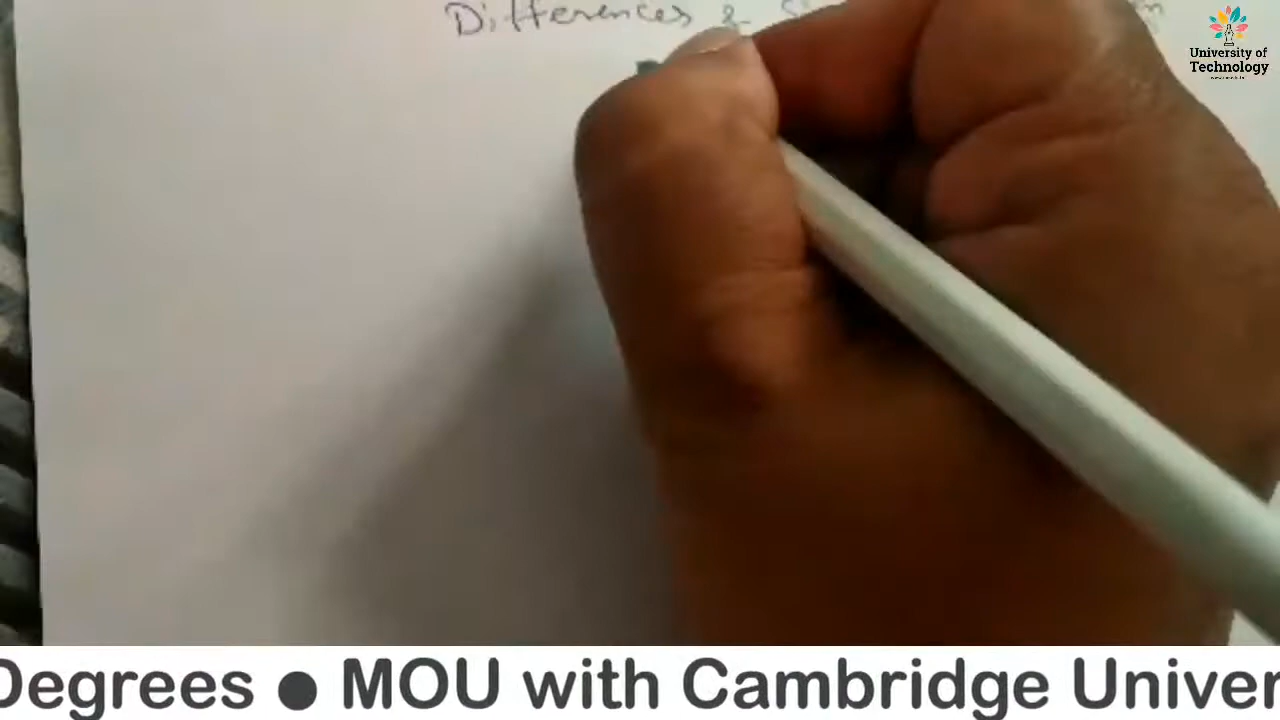 Differences &
University of
Technology
Degrees ● MOU with Cambridge Univer